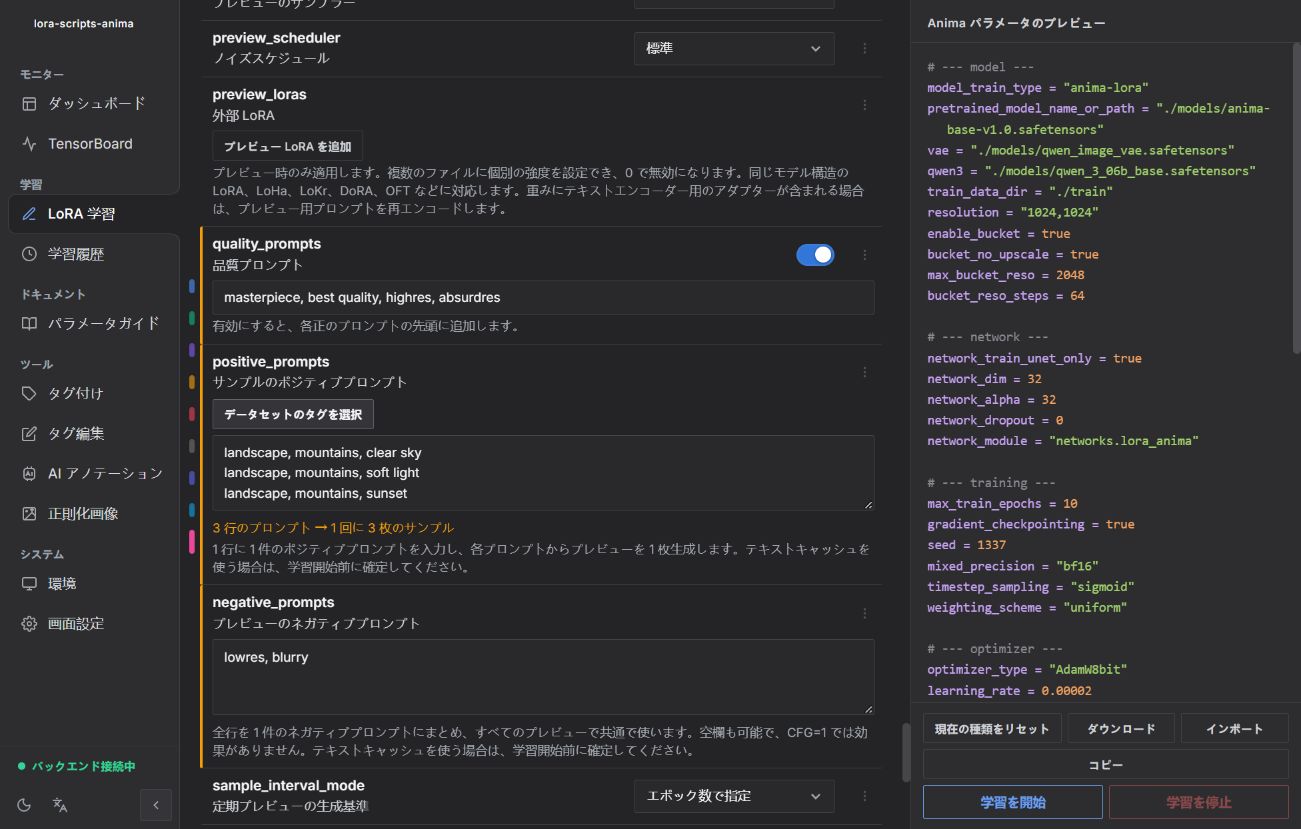 lora-scripts-anima
モニター
ダッシュボード
TensorBoard
学習
LoRA 学習
学習履歴
ドキュメント
パラメータガイド
ツール
タグ付け
タグ編集
AI アノテーション
正則化画像
システム
環境
画面設定
バックエンド接続中
プレビューのサンプラー
preview_scheduler
ノイズスケジュール
標準
preview_loras
外部 LoRA
プレビュー LoRA を追加
プレビュー時のみ適用します。複数のファイルに個別の強度を設定でき、0 で無効になります。同じモデル構造の
LoRA、LoHa、LoKr、DoRA、OFT などに対応します。重みにテキストエンコーダー用のアダプターが含まれる場合
は、プレビュー用プロンプトを再エンコードします。
quality_prompts
品質プロンプト
masterpiece, best quality, highres, absurdres
有効にすると、各正のプロンプトの先頭に追加します。
positive_prompts
サンプルのポジティブプロンプト
データセットのタグを選択
landscape, mountains, clear sky
landscape, mountains, soft light
landscape, mountains, sunset
3 行のプロンプト → 1 回に 3 枚のサンプル
1 行に 1 件のポジティブプロンプトを入力し、各プロンプトからプレビューを 1 枚生成します。テキストキャッシュを
使う場合は、学習開始前に確定してください。
negative_prompts
プレビューのネガティブプロンプト
lowres, blurry
全行を 1 件のネガティブプロンプトにまとめ、すべてのプレビューで共通で使います。空欄も可能で、CFG=1 では効
果がありません。テキストキャッシュを使う場合は、学習開始前に確定してください。
sample_interval_mode
定期プレビューの生成基準
エポック数で指定
Anima パラメータのプレビュー
# --- model ---
model_train_type = "anima-lora"
pretrained_model_name_or_path = "./models/anima-
base-v1.0.safetensors"
vae = "./models/qwen_image_vae.safetensors"
qwen3 = "./models/qwen_3_06b_base.safetensors"
train_data_dir = "./train"
resolution = "1024,1024"
enable_bucket = true
bucket_no_upscale = true
max_bucket_reso = 2048
bucket_reso_steps = 64
# --- network ---
network_train_unet_only = true
network_dim = 32
network_alpha = 32
network_dropout = 0
network_module = "networks.lora_anima"
# --- training ---
max_train_epochs = 10
gradient_checkpointing = true
seed = 1337
mixed_precision = "bf16"
timestep_sampling = "sigmoid"
weighting_scheme = "uniform"
# --- optimizer ---
optimizer_type = "AdamW8bit"
learning_rate = 0.00002
現在の種類をリセット
ダウンロード
インポート
コピー
学習を開始
学習を停止